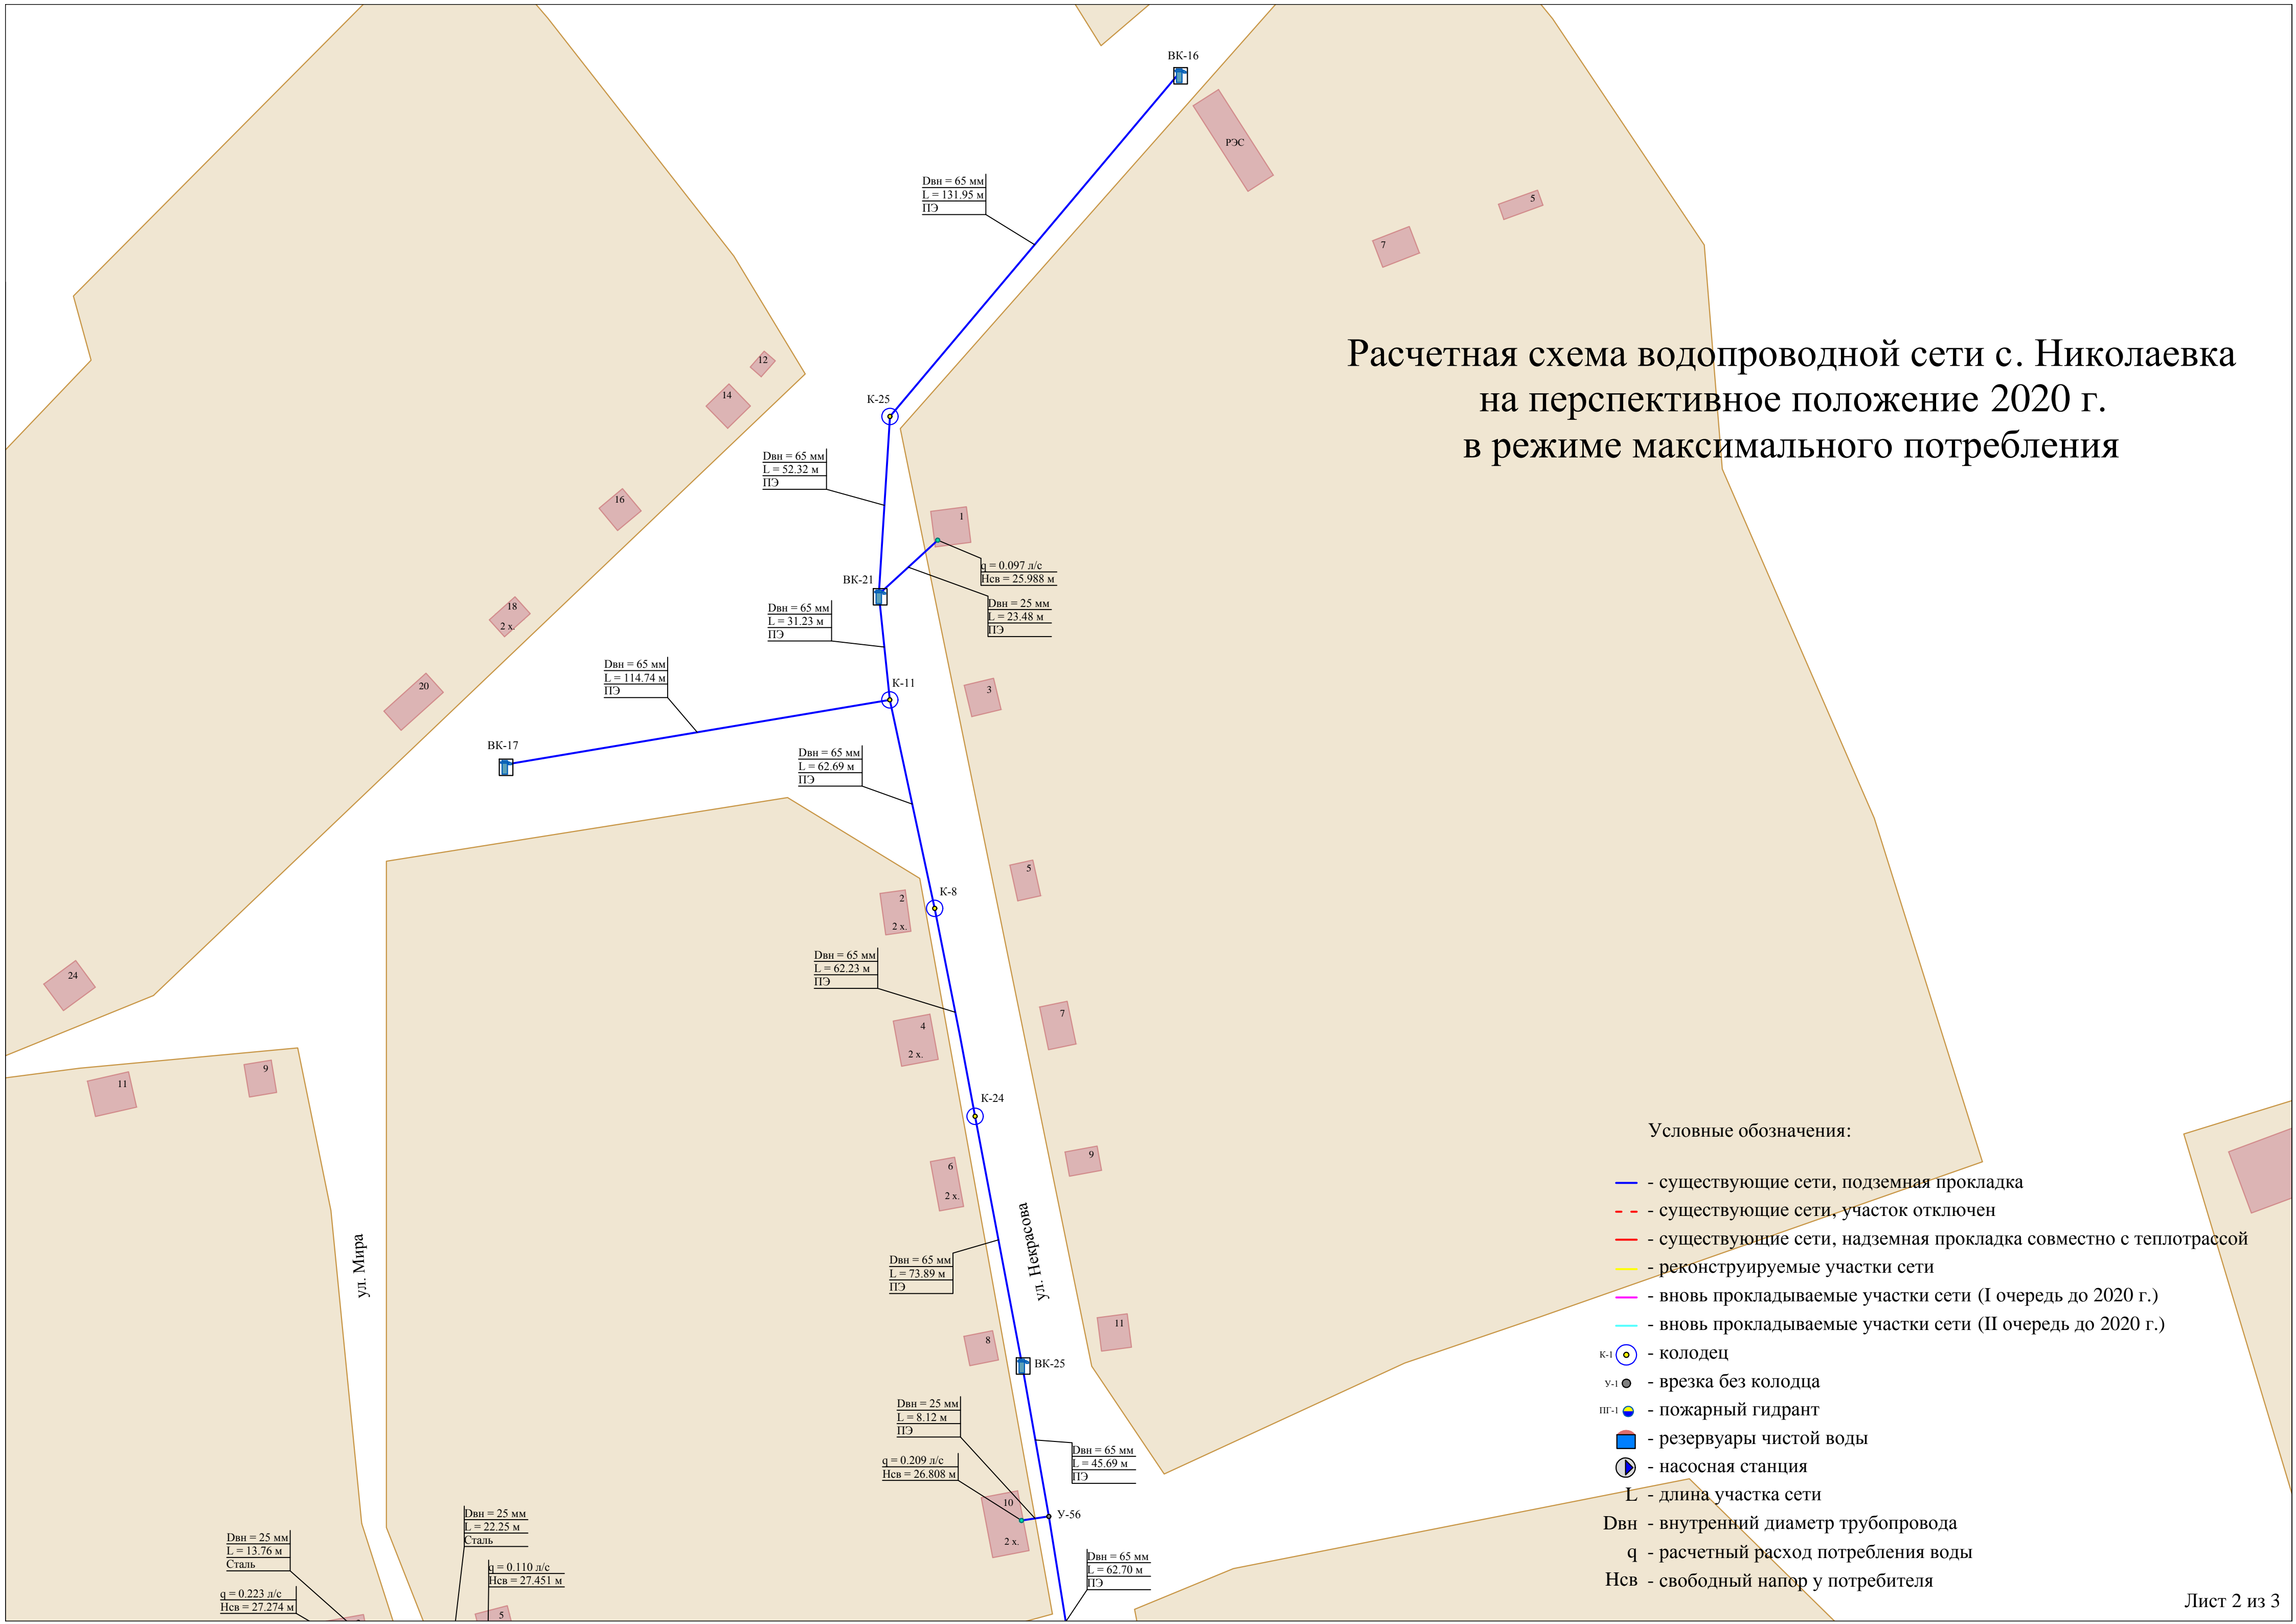 ВК-16
РЭС
Dвн = 65 мм
L = 131.95 м
ПЭ
5
7
Расчетная схема водопроводной сети с. Николаевка
на перспективное положение 2020 г.
в режиме максимального потребления
12
14
К-25
Dвн = 65 мм
L = 52.32 м
ПЭ
16
1
q = 0.097 л/с
Hсв = 25.988 м
ВК-21
Dвн = 25 мм
L = 23.48 м
ПЭ
Dвн = 65 мм
L = 31.23 м
ПЭ
18
2 х.
Dвн = 65 мм
L = 114.74 м
ПЭ
20
К-11
3
ВК-17
Dвн = 65 мм
L = 62.69 м
ПЭ
5
К-8
2
2 х.
Dвн = 65 мм
L = 62.23 м
ПЭ
24
7
4
2 х.
9
11
К-24
9
6
2 х.
ул. Мира
ул. Некрасова
Dвн = 65 мм
L = 73.89 м
ПЭ
11
8
ВК-25
Dвн = 25 мм
L = 8.12 м
ПЭ
Dвн = 65 мм
L = 45.69 м
ПЭ
q = 0.209 л/с
Hсв = 26.808 м
10
2 х.
У-56
Dвн = 25 мм
L = 22.25 м
Сталь
Dвн = 25 мм
L = 13.76 м
Сталь
q = 0.110 л/с
Hсв = 27.451 м
q = 0.223 л/с
Hсв = 27.274 м
5
Dвн = 65 мм
L = 62.70 м
ПЭ
Условные обозначения:
- существующие сети, подземная прокладка
- существующие сети, участок отключен
- существующие сети, надземная прокладка совместно с теплотрассой
- реконструируемые участки сети
- вновь прокладываемые участки сети (I очередь до 2020 г.)
- вновь прокладываемые участки сети (II очередь до 2020 г.)
К-1 - колодец
У-1 - врезка без колодца
ПГ-1 - пожарный гидрант
- резервуары чистой воды
- насосная станция
L - длина участка сети
Dвн - внутренний диаметр трубопровода
q - расчетный расход потребления воды
Hсв - свободный напор у потребителя
Лист 2 из 3